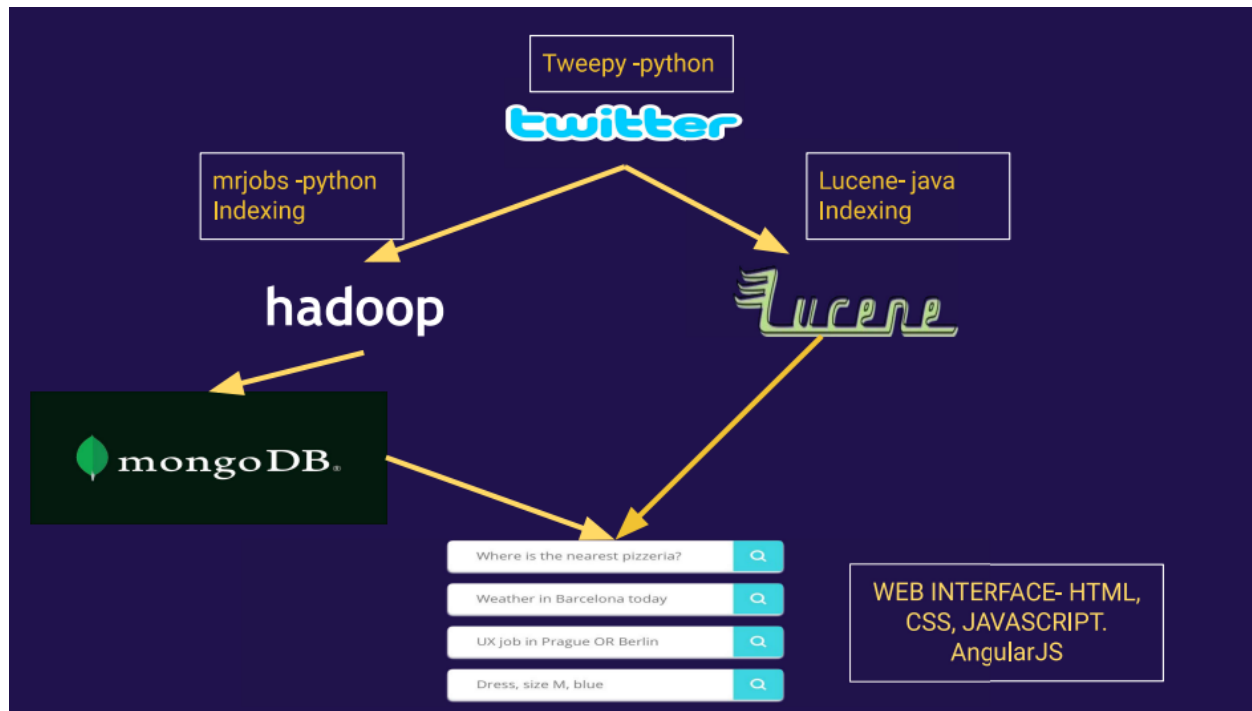 Tweepy -python
twitter
mrjobs -python
Indexing
Lucene- java
Indexing
hadoop
Lucene
mongoDB®
Where is the nearest pizzeria?
Weather in Barcelona today
UX job in Prague OR Berlin
Dress, size M, blue
WEB INTERFACE- HTML,
CSS, JAVASCRIPT.
AngularJS